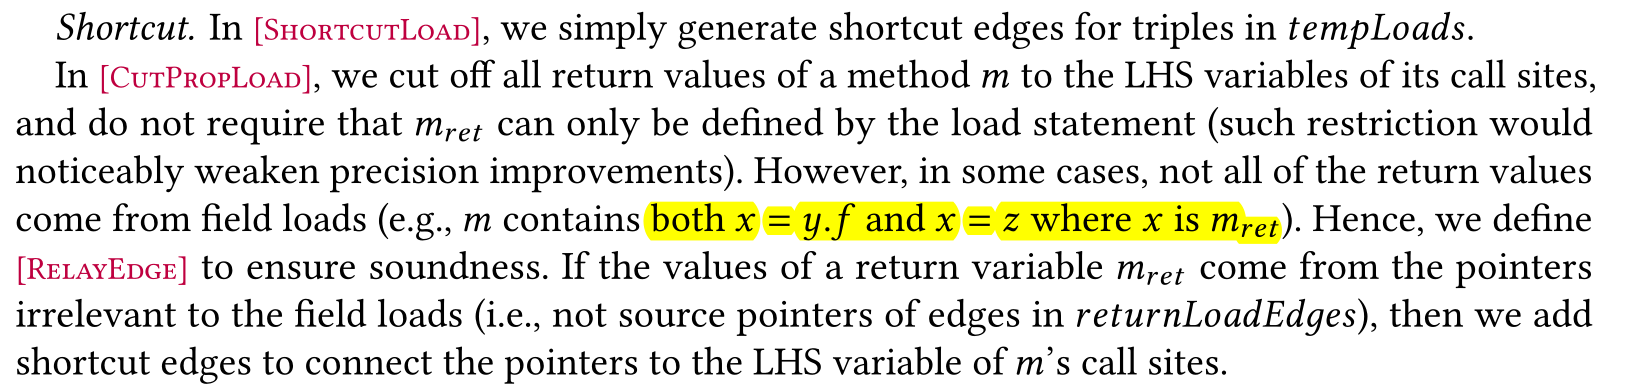 Shortcut. In [ShortcutLoad], we simply generate shortcut edges for triples in tempLoads.
In [CutPropLoad], we cut off all return values of a method m to the LHS variables of its call sites,
and do not require that m_ret can only be defined by the load statement (such restriction would
noticeably weaken precision improvements). However, in some cases, not all of the return values
come from field loads (e.g., m contains both x = y.f and x = z where x is m_ret). Hence, we define
[RelayEdge] to ensure soundness. If the values of a return variable m_ret come from the pointers
irrelevant to the field loads (i.e., not source pointers of edges in returnLoadEdges), then we add
shortcut edges to connect the pointers to the LHS variable of m's call sites.